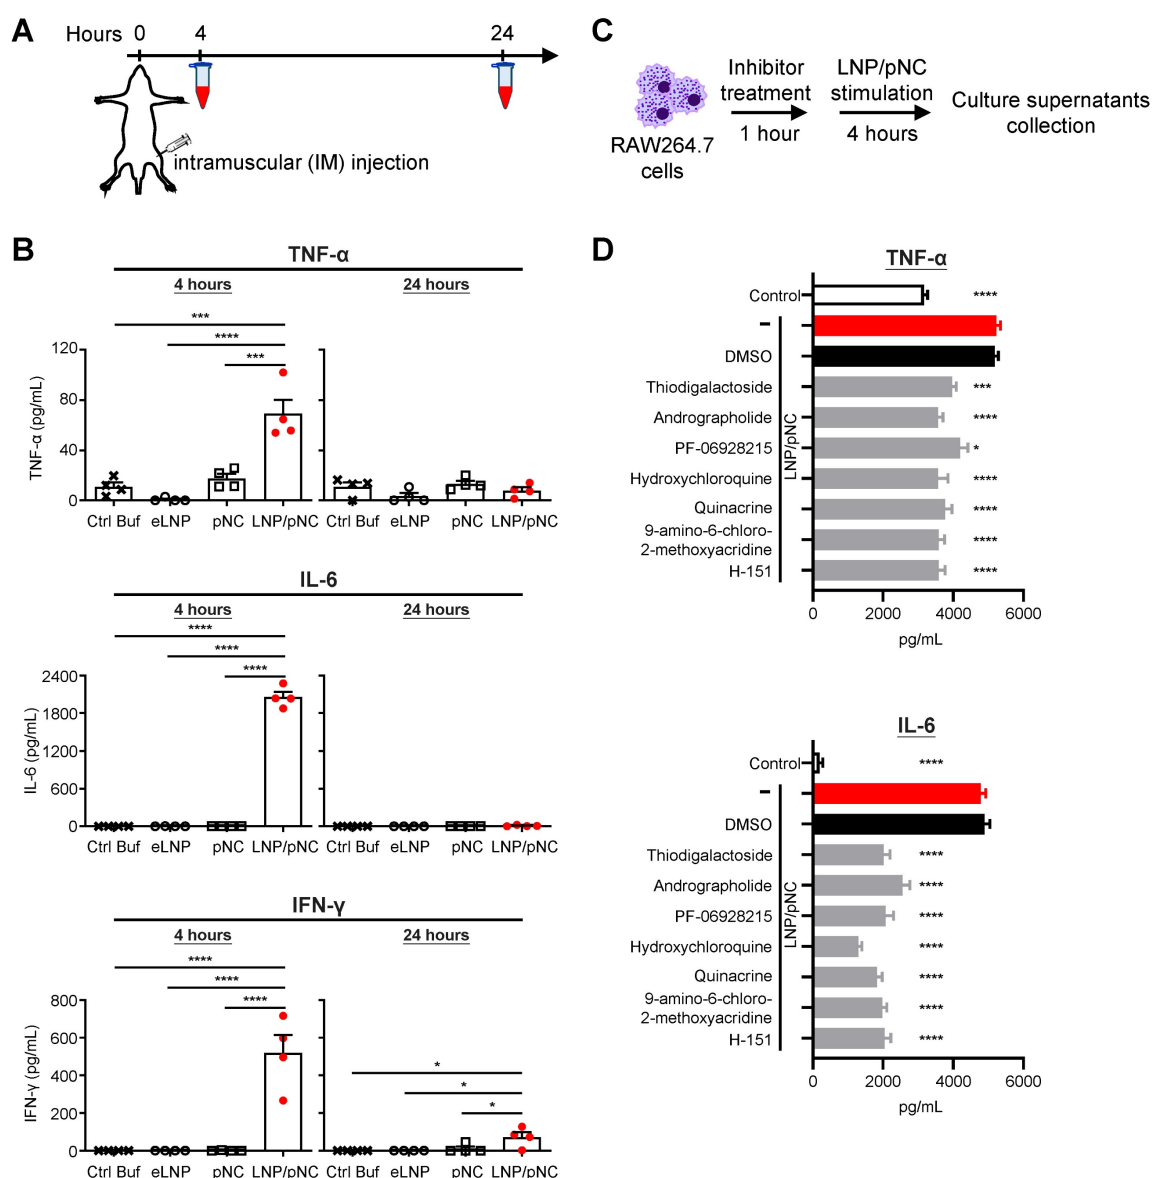 A
Hours 0 4 24
intramuscular (IM) injection
C
Inhibitor treatment
1 hour
LNP/pNC stimulation
4 hours
Culture supernatants collection
RAW264.7 cells
B
TNF-α
4 hours 24 hours
*** **** ***
TNF-α (pg/mL)
120
80
40
0
Ctrl Buf eLNP pNC LNP/pNC Ctrl Buf eLNP pNC LNP/pNC
IL-6
4 hours 24 hours
**** **** ****
IL-6 (pg/mL)
2400
1800
1200
600
0
Ctrl Buf eLNP pNC LNP/pNC Ctrl Buf eLNP pNC LNP/pNC
IFN-γ
4 hours 24 hours
**** **** ****
* * *
IFN-γ (pg/mL)
800
600
400
200
0
Ctrl Buf eLNP pNC LNP/pNC Ctrl Buf eLNP pNC LNP/pNC
D
TNF-α
Control ****
–
DMSO
Thiodigalactoside ***
Andrographolide ****
PF-06928215 *
Hydroxychloroquine ****
Quinacrine ****
9-amino-6-chloro-
2-methoxyacridine ****
H-151 ****
LNP/pNC
0 2000 4000 6000
pg/mL
IL-6
Control ****
–
DMSO
Thiodigalactoside ****
Andrographolide ****
PF-06928215 ****
Hydroxychloroquine ****
Quinacrine ****
9-amino-6-chloro-
2-methoxyacridine ****
H-151 ****
LNP/pNC
0 2000 4000 6000
pg/mL